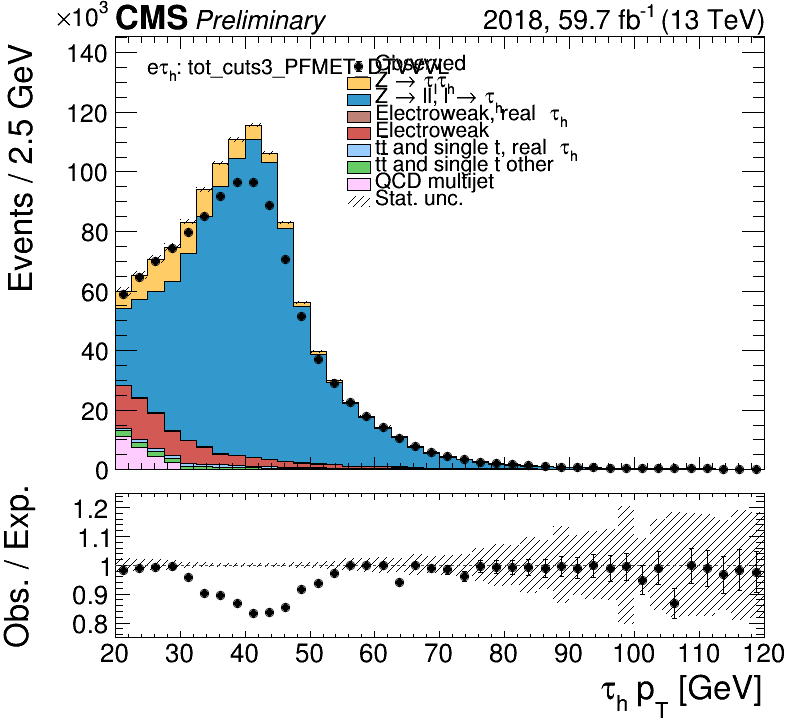 ×10³ CMS Preliminary 2018, 59.7 fb⁻¹ (13 TeV)
Events / 2.5 GeV
140
120
100
80
60
40
20
0
eτh: tot_cuts3_PFMET
Observed
Z → ττh
Z → ll, l → τh
Electroweak, real τh
Electroweak
tt and single t, real τh
tt and single t other
QCD multijet
Stat. unc.
Obs. / Exp.
1.2
1.1
1
0.9
0.8
20 30 40 50 60 70 80 90 100 110 120
τh pT [GeV]